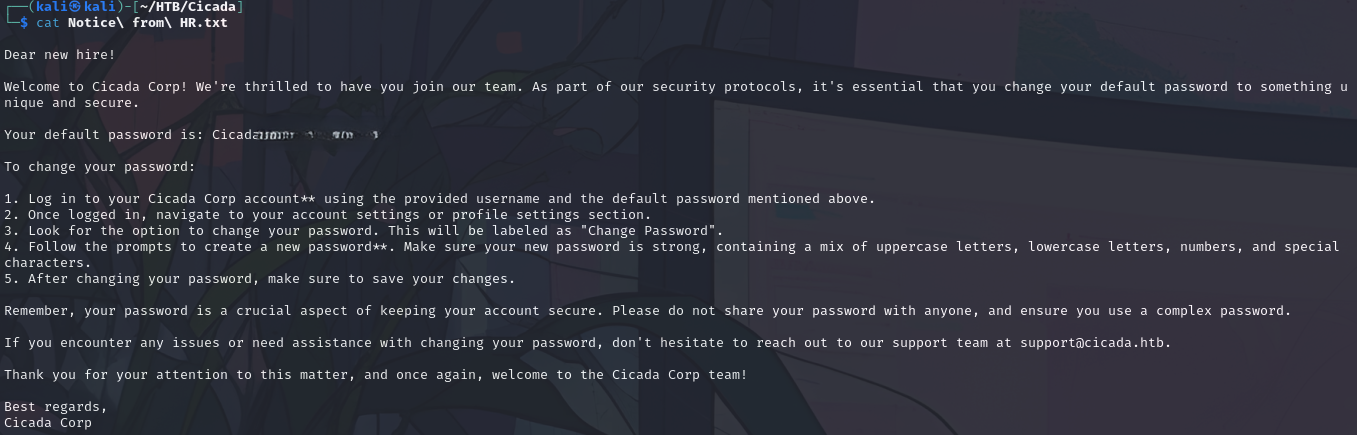 ┌──(kali㉿kali)-[~/HTB/Cicada]
└─$ cat Notice\ from\ HR.txt
Dear new hire!
Welcome to Cicada Corp! We're thrilled to have you join our team. As part of our security protocols, it's essential that you change your default password to something u
nique and secure.
Your default password is: Cicada
To change your password:
1. Log in to your Cicada Corp account** using the provided username and the default password mentioned above.
2. Once logged in, navigate to your account settings or profile settings section.
3. Look for the option to change your password. This will be labeled as "Change Password".
4. Follow the prompts to create a new password**. Make sure your new password is strong, containing a mix of uppercase letters, lowercase letters, numbers, and special
characters.
5. After changing your password, make sure to save your changes.
Remember, your password is a crucial aspect of keeping your account secure. Please do not share your password with anyone, and ensure you use a complex password.
If you encounter any issues or need assistance with changing your password, don't hesitate to reach out to our support team at support@cicada.htb.
Thank you for your attention to this matter, and once again, welcome to the Cicada Corp team!
Best regards,
Cicada Corp